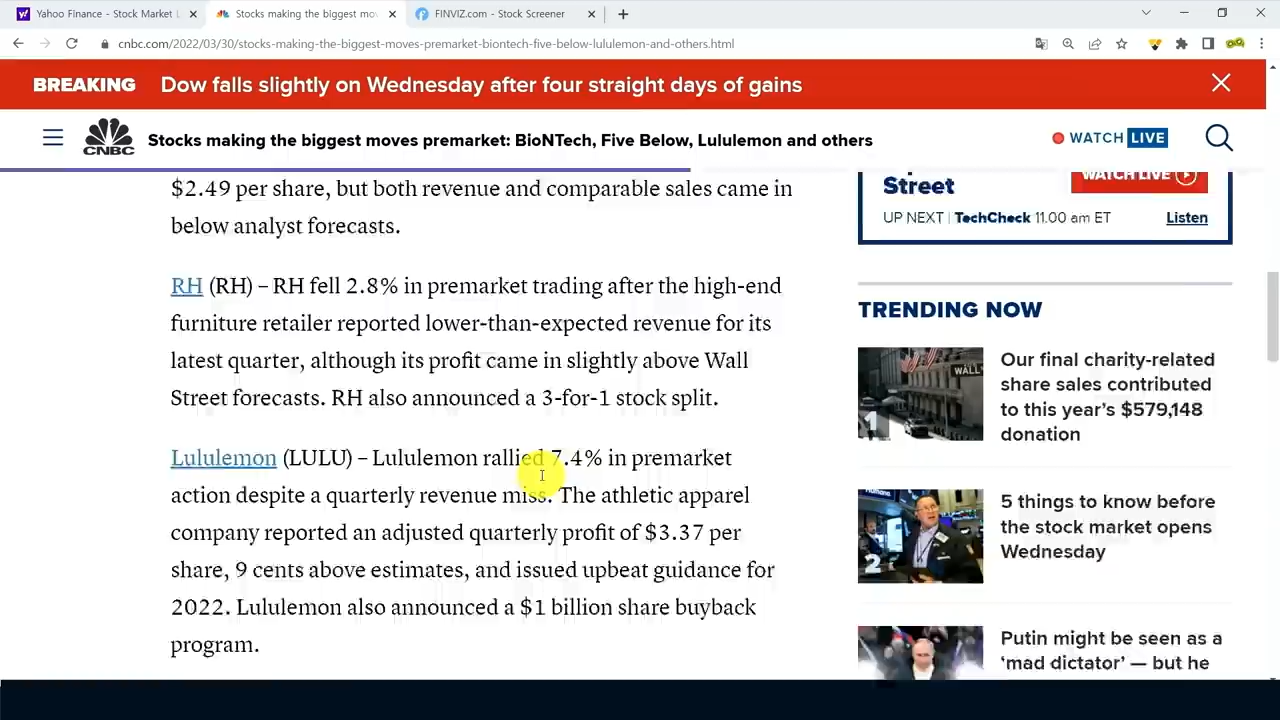 Yahoo Finance - Stock Market L
Stocks making the biggest mov
FINVIZ.com - Stock Screener
cnbc.com/2022/03/30/stocks-making-the-biggest-moves-premarket-biontech-five-below-lululemon-and-others.html
BREAKING Dow falls slightly on Wednesday after four straight days of gains
CNBC
Stocks making the biggest moves premarket: BioNTech, Five Below, Lululemon and others
WATCH LIVE
$2.49 per share, but both revenue and comparable sales came in
below analyst forecasts.
RH (RH) – RH fell 2.8% in premarket trading after the high-end
furniture retailer reported lower-than-expected revenue for its
latest quarter, although its profit came in slightly above Wall
Street forecasts. RH also announced a 3-for-1 stock split.
Lululemon (LULU) – Lululemon rallied 7.4% in premarket
action despite a quarterly revenue miss. The athletic apparel
company reported an adjusted quarterly profit of $3.37 per
share, 9 cents above estimates, and issued upbeat guidance for
2022. Lululemon also announced a $1 billion share buyback
program.
Street
WATCH LIVE
UP NEXT | TechCheck 11:00 am ET
Listen
TRENDING NOW
WALL
1
Our final charity-related
share sales contributed
to this year’s $579,148
donation
2
5 things to know before
the stock market opens
Wednesday
Putin might be seen as a
‘mad dictator’ — but he